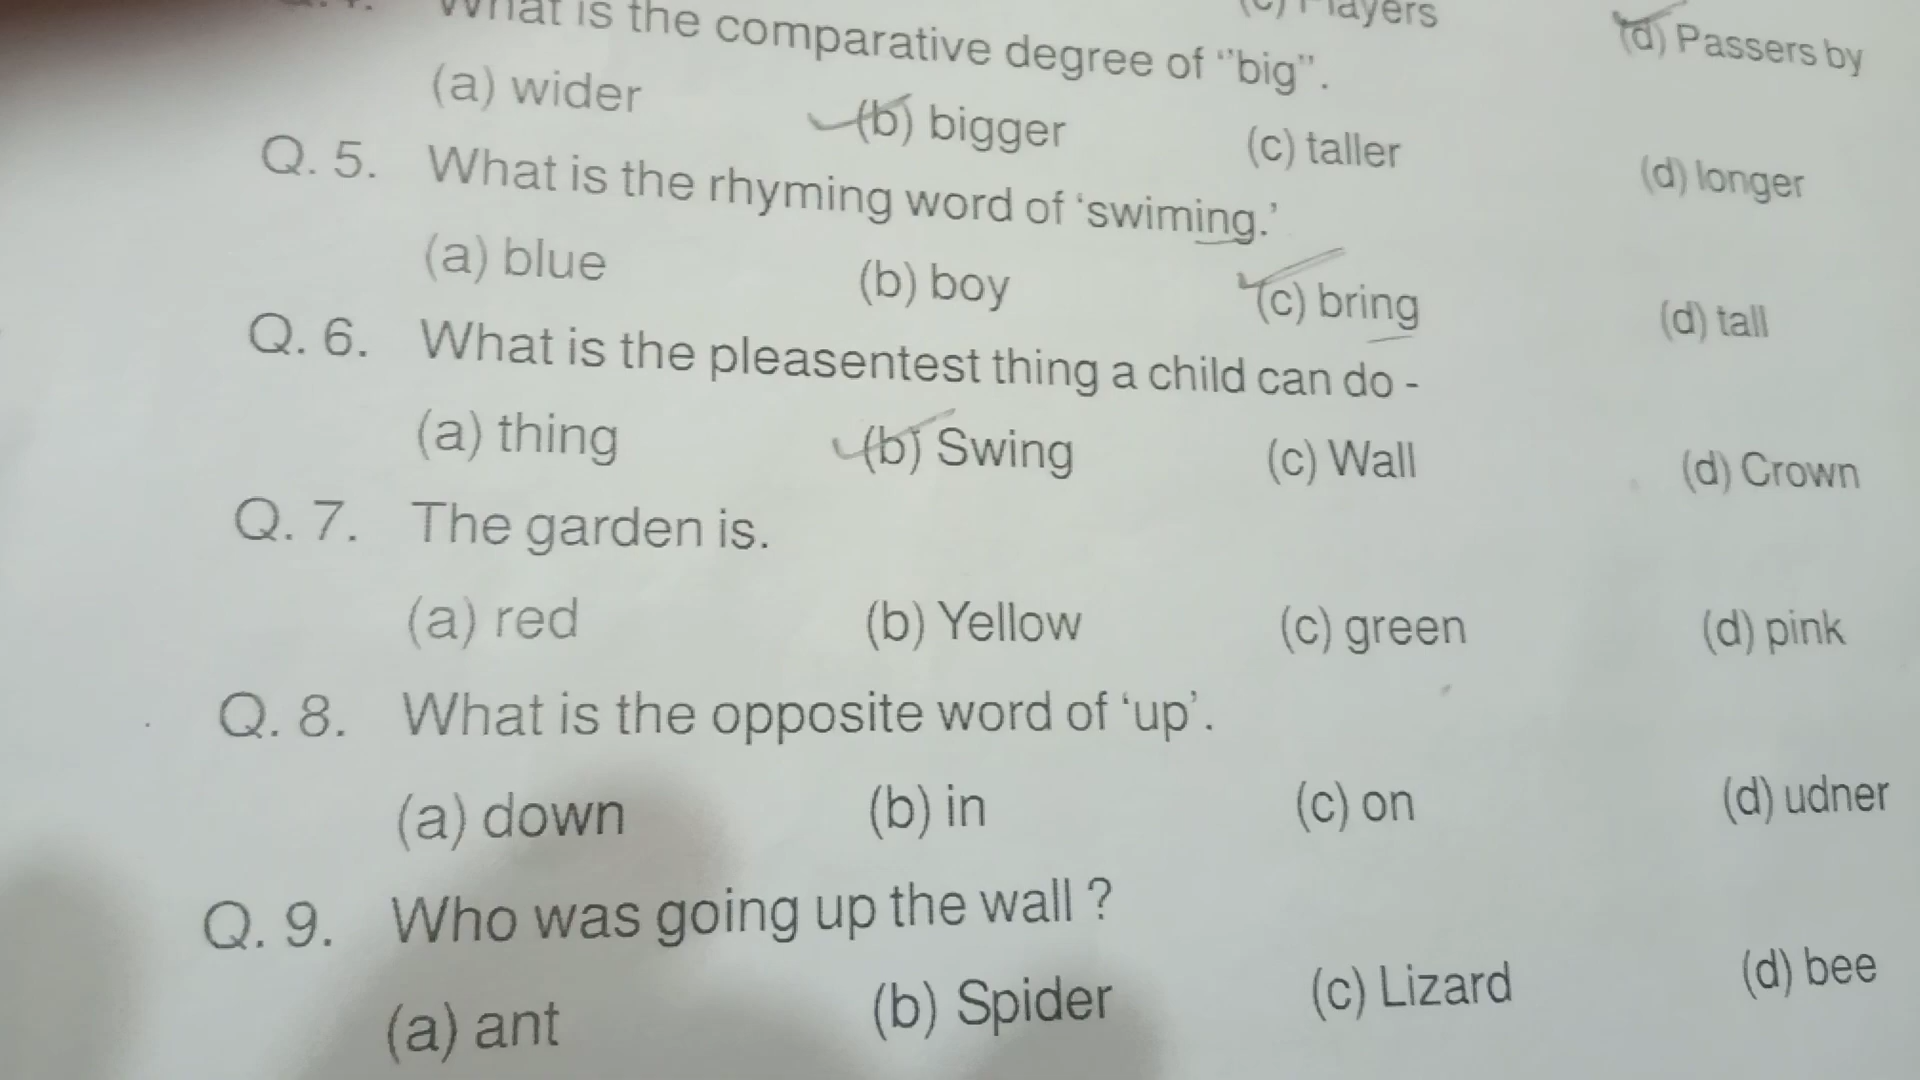 What is the comparative degree of "big".
(c) Players (d) Passers by
(a) wider (b) bigger (c) taller (d) longer
Q. 5. What is the rhyming word of 'swiming.'
(a) blue (b) boy (c) bring (d) tall
Q. 6. What is the pleasentest thing a child can do -
(a) thing (b) Swing (c) Wall (d) Crown
Q. 7. The garden is.
(a) red (b) Yellow (c) green (d) pink
Q. 8. What is the opposite word of 'up'.
(a) down (b) in (c) on (d) udner
Q. 9. Who was going up the wall ?
(a) ant (b) Spider (c) Lizard (d) bee